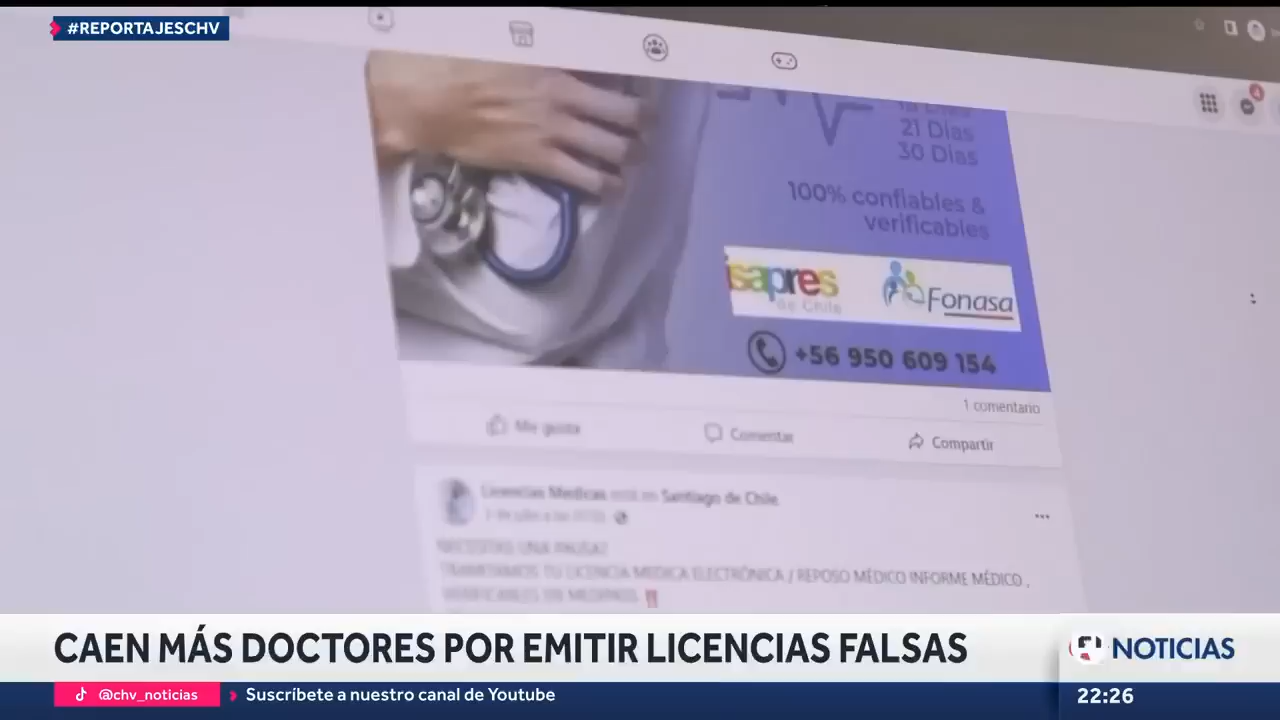 #REPORTAJESCHV
4
21 Días
30 Días
100% confiables &
verificables
isapres
de Chile
Fonasa
+56 950 609 154
1 comentario
Me gusta
Comentar
Compartir
Licencias Medicas está en Santiago de Chile
NECESITAS UNA PAUSA?
TRAMITAMOS TU LICENCIA MEDICA ELECTRÓNICA / REPOSO MÉDICO INFORME MÉDICO ,
CAEN MÁS DOCTORES POR EMITIR LICENCIAS FALSAS
NOTICIAS
@chv_noticias
Suscríbete a nuestro canal de Youtube
22:26